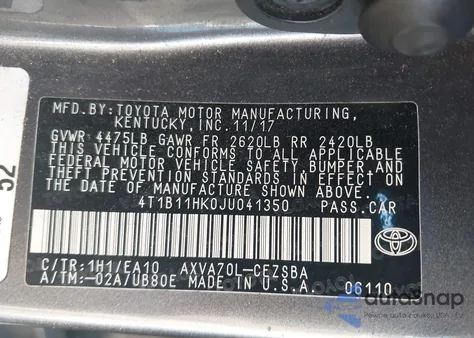 MFD.BY:TOYOTA MOTOR MANUFACTURING,
KENTUCKY, INC. 11/17
GVWR 4475LB GAWR FR 2620LB RR 2420LB
THIS VEHICLE CONFORMS TO ALL APPLICABLE
FEDERAL MOTOR VEHICLE SAFETY, BUMPER AND
THEFT PREVENTION STANDARDS IN EFFECT ON
THE DATE OF MANUFACTURE SHOWN ABOVE.
4T1B11HK0JU041350 PASS.CAR
C/TR:1H1/EA10 AXVA70L-CEZSBA
A/TM:-02A/UB80E MADE IN U.S.A. 06110
TOYOTA
52
autosnap